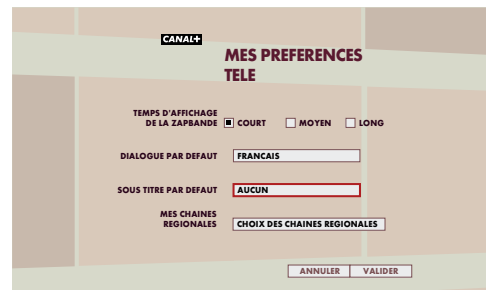 CANAL+
MES PREFERENCES
TELE
TEMPS D'AFFICHAGE
DE LA ZAPBANDE COURT MOYEN LONG
DIALOGUE PAR DEFAUT FRANCAIS
SOUS TITRE PAR DEFAUT AUCUN
MES CHAINES
REGIONALES CHOIX DES CHAINES REGIONALES
ANNULER VALIDER